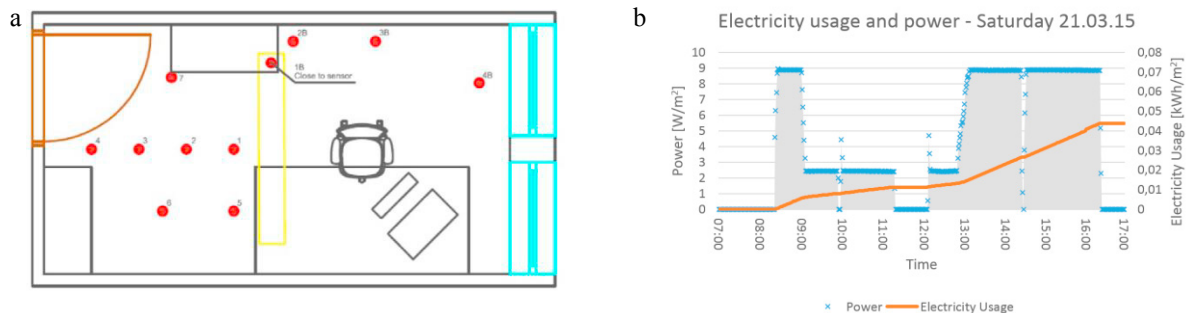 a
2B
3B
1B
Close to sensor
4B
7
4
3
2
1
6
5
b
Electricity usage and power - Saturday 21.03.15
10
9
8
7
6
5
4
3
2
1
0
Power [W/m²]
0,08
0,07
0,06
0,05
0,04
0,03
0,02
0,01
0
Electricity Usage [kWh/m²]
07:00
08:00
09:00
10:00
11:00
12:00
13:00
14:00
15:00
16:00
17:00
Time
Power
Electricity Usage